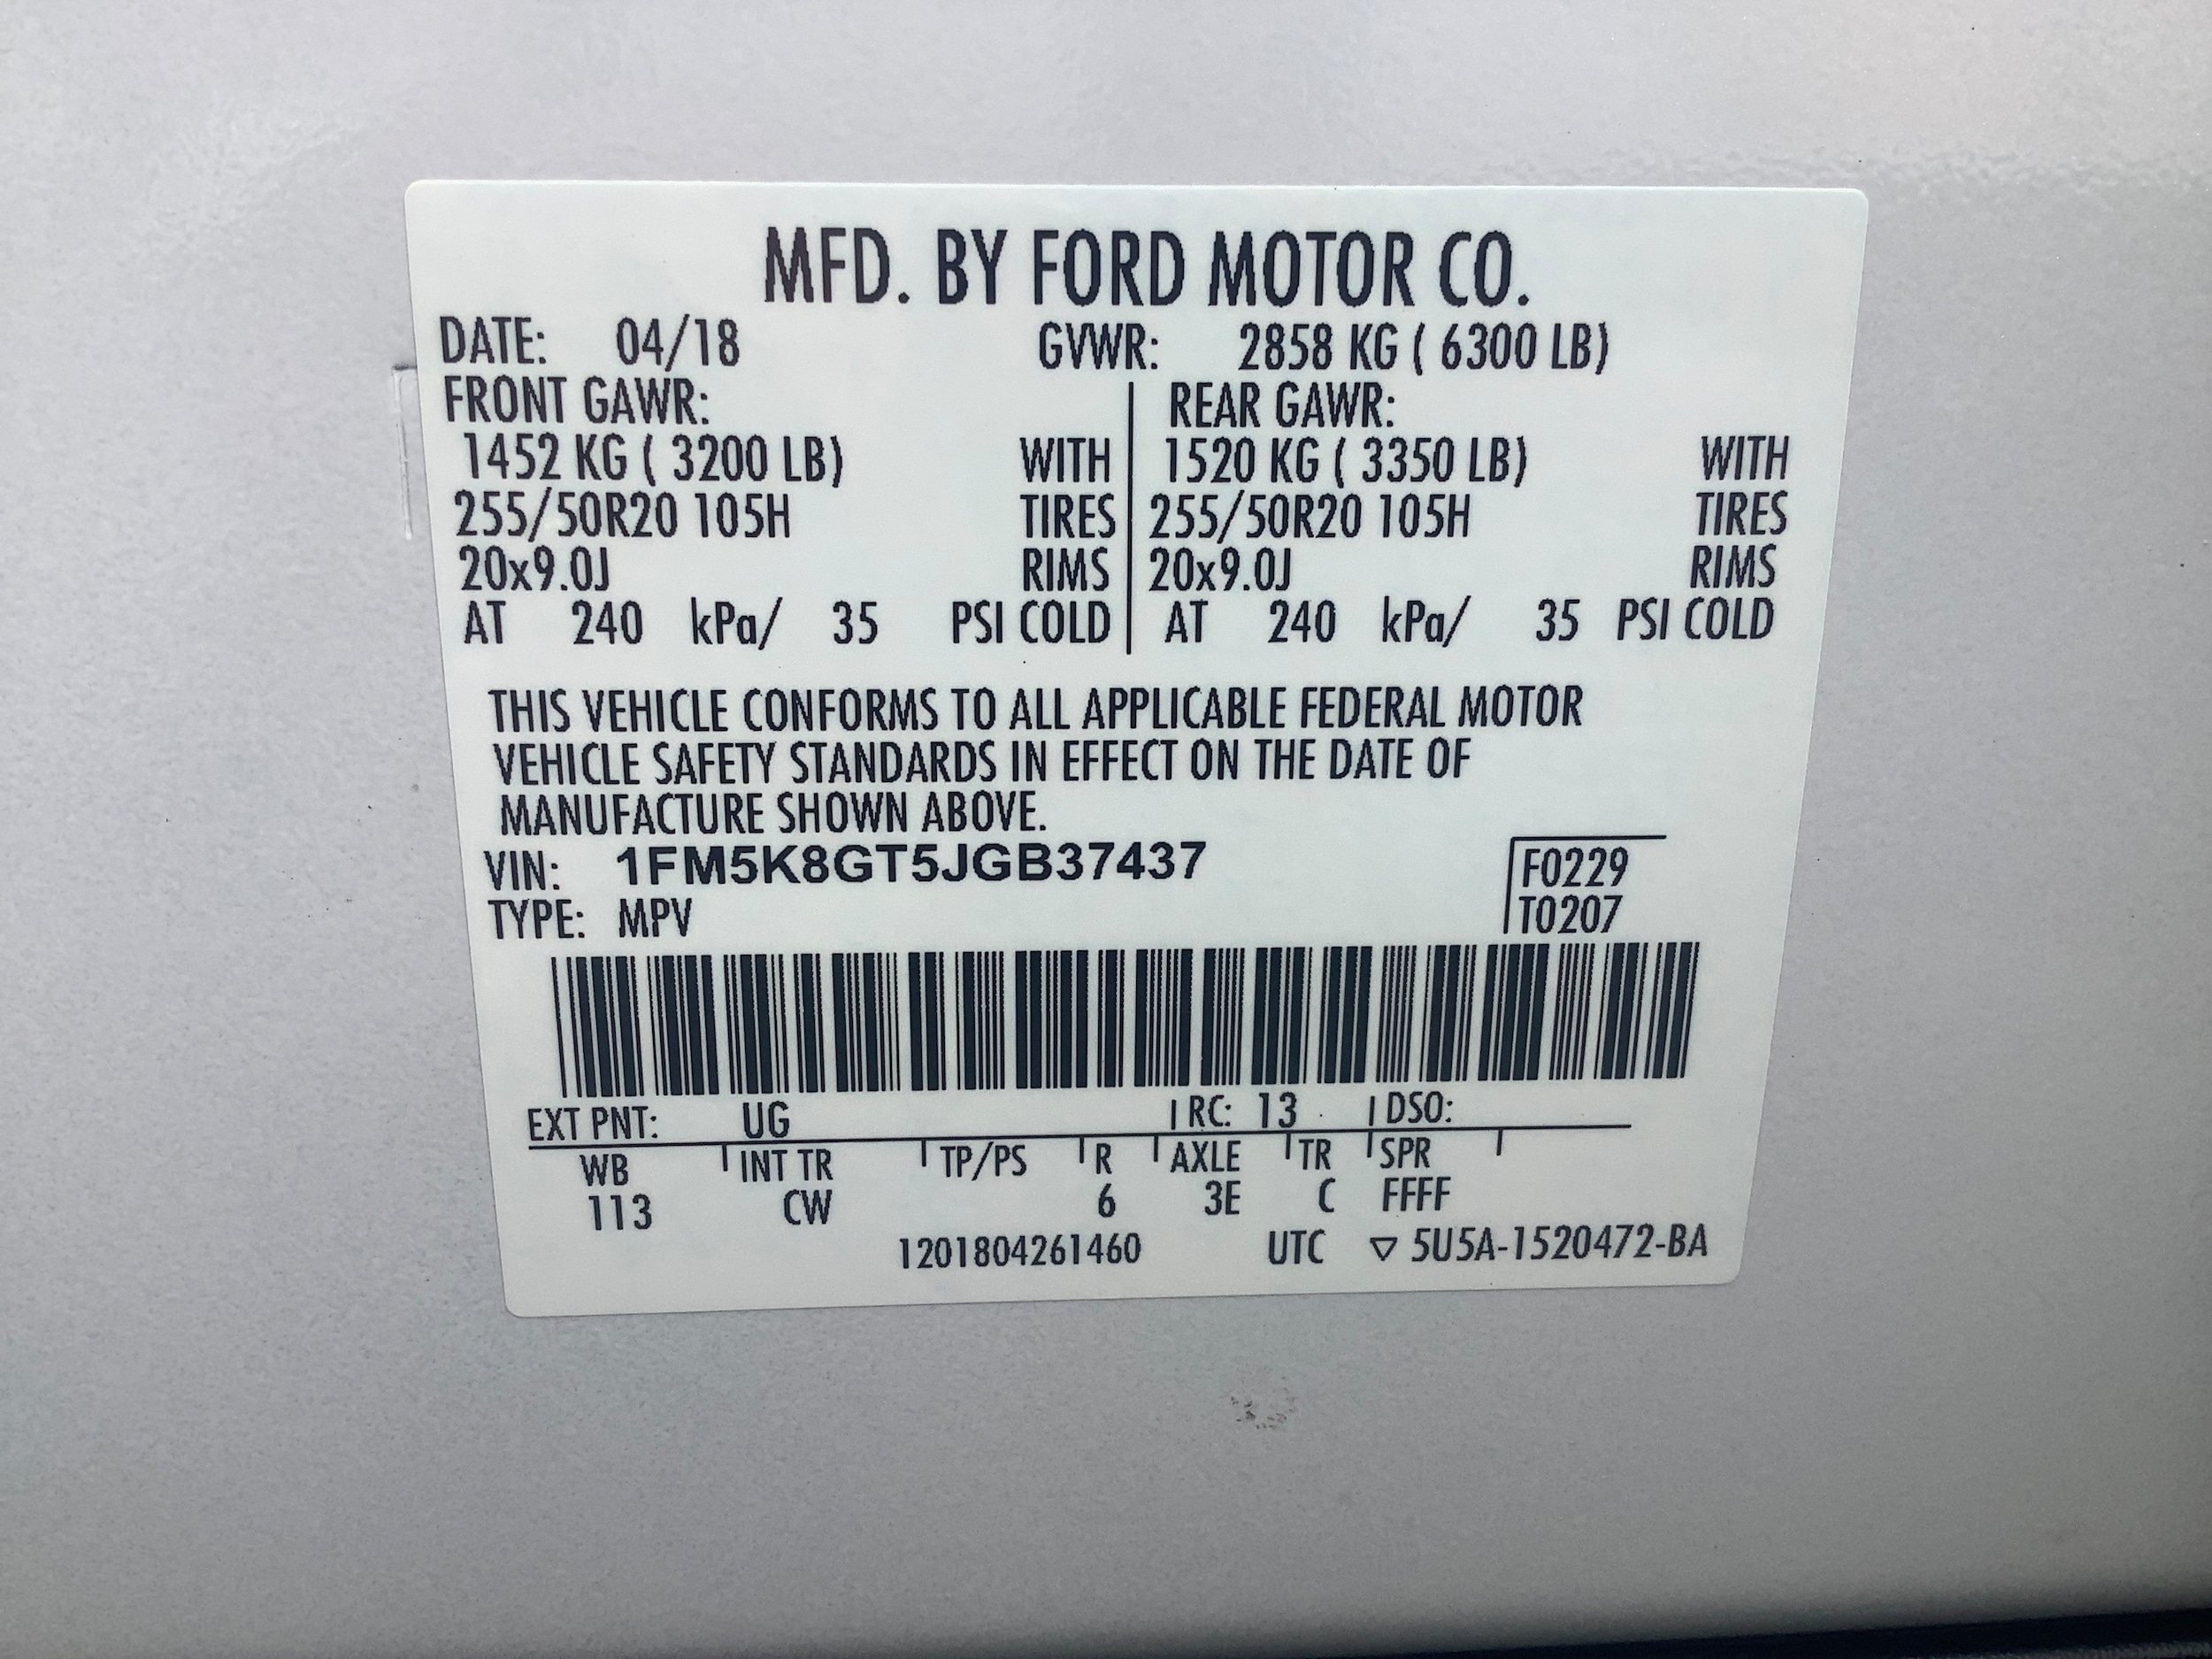 MFD. BY FORD MOTOR CO.
DATE: 04/18 GVWR: 2858 KG ( 6300 LB)
FRONT GAWR: REAR GAWR:
1452 KG ( 3200 LB) WITH 1520 KG ( 3350 LB) WITH
255/50R20 105H TIRES 255/50R20 105H TIRES
20x9.0J RIMS 20x9.0J RIMS
AT 240 kPa/ 35 PSI COLD AT 240 kPa/ 35 PSI COLD
THIS VEHICLE CONFORMS TO ALL APPLICABLE FEDERAL MOTOR
VEHICLE SAFETY STANDARDS IN EFFECT ON THE DATE OF
MANUFACTURE SHOWN ABOVE.
VIN: 1FM5K8GT5JGB37437 F0229
TYPE: MPV T0207
EXT PNT: UG RC: 13 DSO:
WB INT TR TP/PS R AXLE TR SPR
113 CW 6 3E C FFFF
1201804261460 UTC ▽ 5U5A-1520472-BA